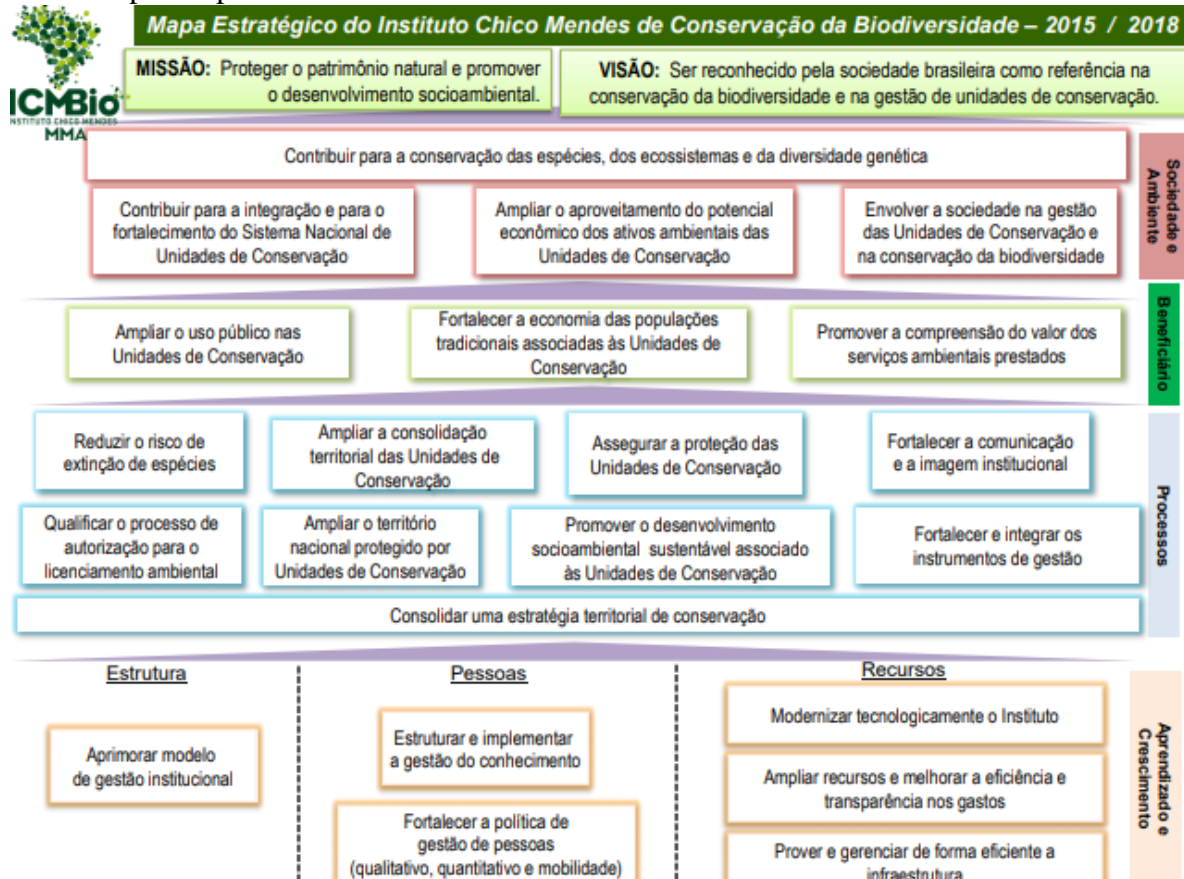 Mapa Estratégico do Instituto Chico Mendes de Conservação da Biodiversidade – 2015 / 2018
MISSÃO: Proteger o patrimônio natural e promover
o desenvolvimento socioambiental.
VISÃO: Ser reconhecido pela sociedade brasileira como referência na
conservação da biodiversidade e na gestão de unidades de conservação.
ICMBio
INSTITUTO CHICO MENDES
MMA
Contribuir para a conservação das espécies, dos ecossistemas e da diversidade genética
Contribuir para a integração e para o
fortalecimento do Sistema Nacional de
Unidades de Conservação
Ampliar o aproveitamento do potencial
econômico dos ativos ambientais das
Unidades de Conservação
Envolver a sociedade na gestão
das Unidades de Conservação e
na conservação da biodiversidade
Sociedade e
Ambiente
Ampliar o uso público nas
Unidades de Conservação
Fortalecer a economia das populações
tradicionais associadas às Unidades de
Conservação
Promover a compreensão do valor dos
serviços ambientais prestados
Beneficiário
Reduzir o risco de
extinção de espécies
Ampliar a consolidação
territorial das Unidades de
Conservação
Assegurar a proteção das
Unidades de Conservação
Fortalecer a comunicação
e a imagem institucional
Qualificar o processo de
autorização para o
licenciamento ambiental
Ampliar o território
nacional protegido por
Unidades de Conservação
Promover o desenvolvimento
socioambiental sustentável associado
às Unidades de Conservação
Fortalecer e integrar os
instrumentos de gestão
Consolidar uma estratégia territorial de conservação
Processos
Estrutura
Aprimorar modelo
de gestão institucional
Pessoas
Estruturar e implementar
a gestão do conhecimento
Fortalecer a política de
gestão de pessoas
(qualitativo, quantitativo e mobilidade)
Recursos
Modernizar tecnologicamente o Instituto
Ampliar recursos e melhorar a eficiência e
transparência nos gastos
Prover e gerenciar de forma eficiente a
infraestrutura
Aprendizado e
Crescimento